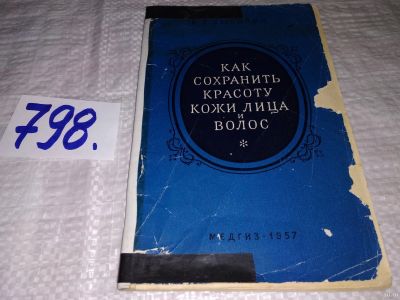 798.
КАК
СОХРАНИТЬ
КРАСОТУ
КОЖИ ЛИЦА
И
ВОЛОС
*
МЕДГИЗ-1957